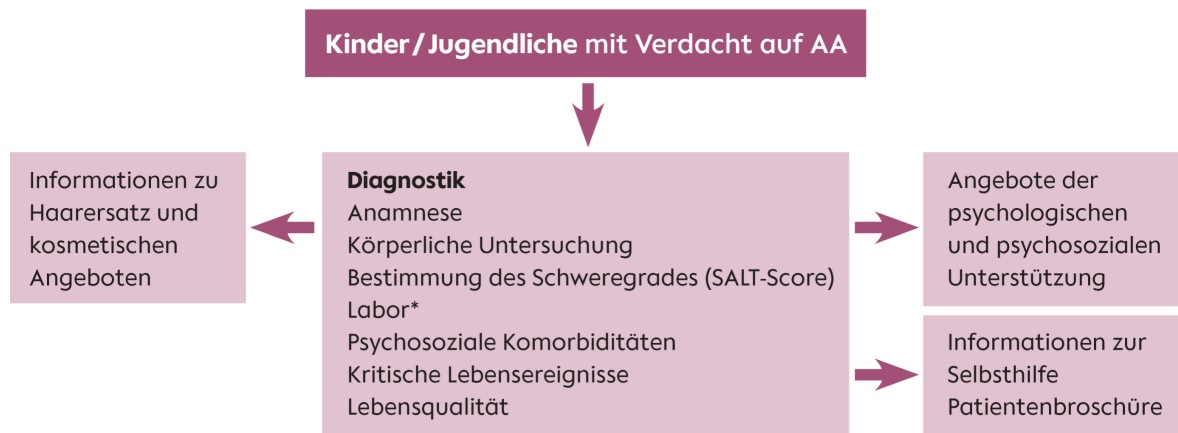 Kinder/Jugendliche mit Verdacht auf AA
Informationen zu
Haarersatz und
kosmetischen
Angeboten
Diagnostik
Anamnese
Körperliche Untersuchung
Bestimmung des Schweregrades (SALT-Score)
Labor*
Psychosoziale Komorbiditäten
Kritische Lebensereignisse
Lebensqualität
Angebote der
psychologischen
und psychosozialen
Unterstützung
Informationen zur
Selbsthilfe
Patientenbroschüre